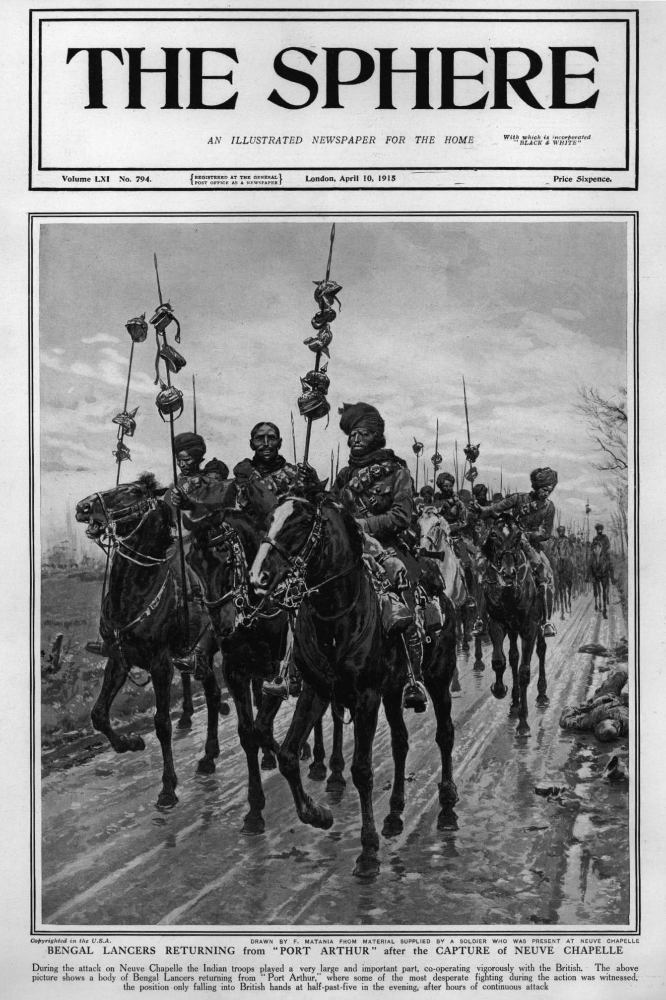 THE SPHERE
AN ILLUSTRATED NEWSPAPER FOR THE HOME
With which is incorporated
"BLACK & WHITE"
Volume LXI No. 794.
{REGISTERED AT THE GENERAL
POST OFFICE AS A NEWSPAPER}
London, April 10, 1915
Price Sixpence.
Copyrighted in the U.S.A.
DRAWN BY F. MATANIA FROM MATERIAL SUPPLIED BY A SOLDIER WHO WAS PRESENT AT NEUVE CHAPELLE
BENGAL LANCERS RETURNING from "PORT ARTHUR" after the CAPTURE of NEUVE CHAPELLE
During the attack on Neuve Chapelle the Indian troops played a very large and important part, co-operating vigorously with the British. The above
picture shows a body of Bengal Lancers returning from "Port Arthur," where some of the most desperate fighting during the action was witnessed,
the position only falling into British hands at half-past-five in the evening, after hours of continuous attack